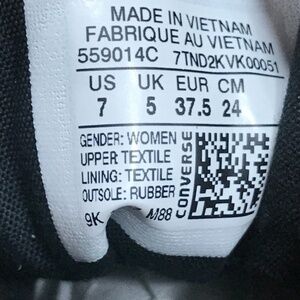 MADE IN VIETNAM
FABRIQUE AU VIETNAM
559014C 7TND2KVK00051
US UK EUR CM
7 5 37.5 24
GENDER: WOMEN
UPPER TEXTILE
LINING: TEXTILE
OUTSOLE: RUBBER
9K M88
CONVERSE